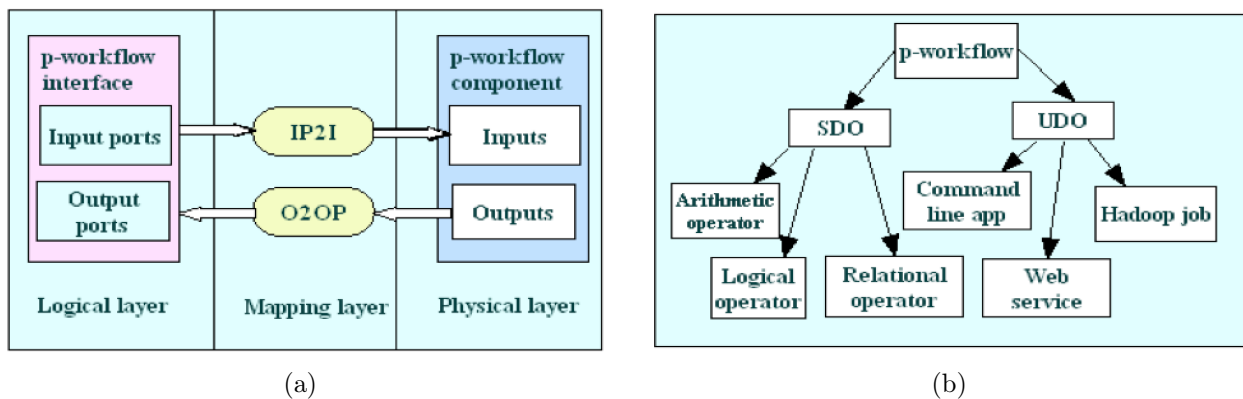 p-workflow
interface
Input ports
Output
ports
IP2I
O2OP
p-workflow
component
Inputs
Outputs
Logical layer
Mapping layer
Physical layer
(a)
p-workflow
SDO
UDO
Arithmetic
operator
Logical
operator
Relational
operator
Command
line app
Web
service
Hadoop job
(b)